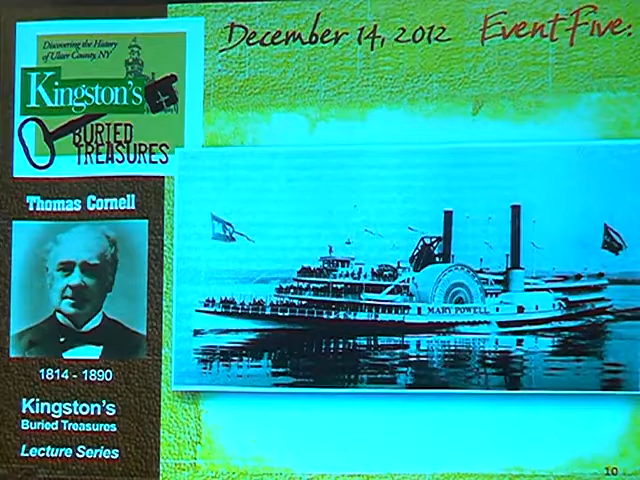 December 14, 2012 Event Five:
Discovering the History
of Ulster County, NY
Kingston's
BURIED
TREASURES
Thomas Cornell
1814 - 1890
Kingston's
Buried Treasures
Lecture Series
MARY POWELL
10